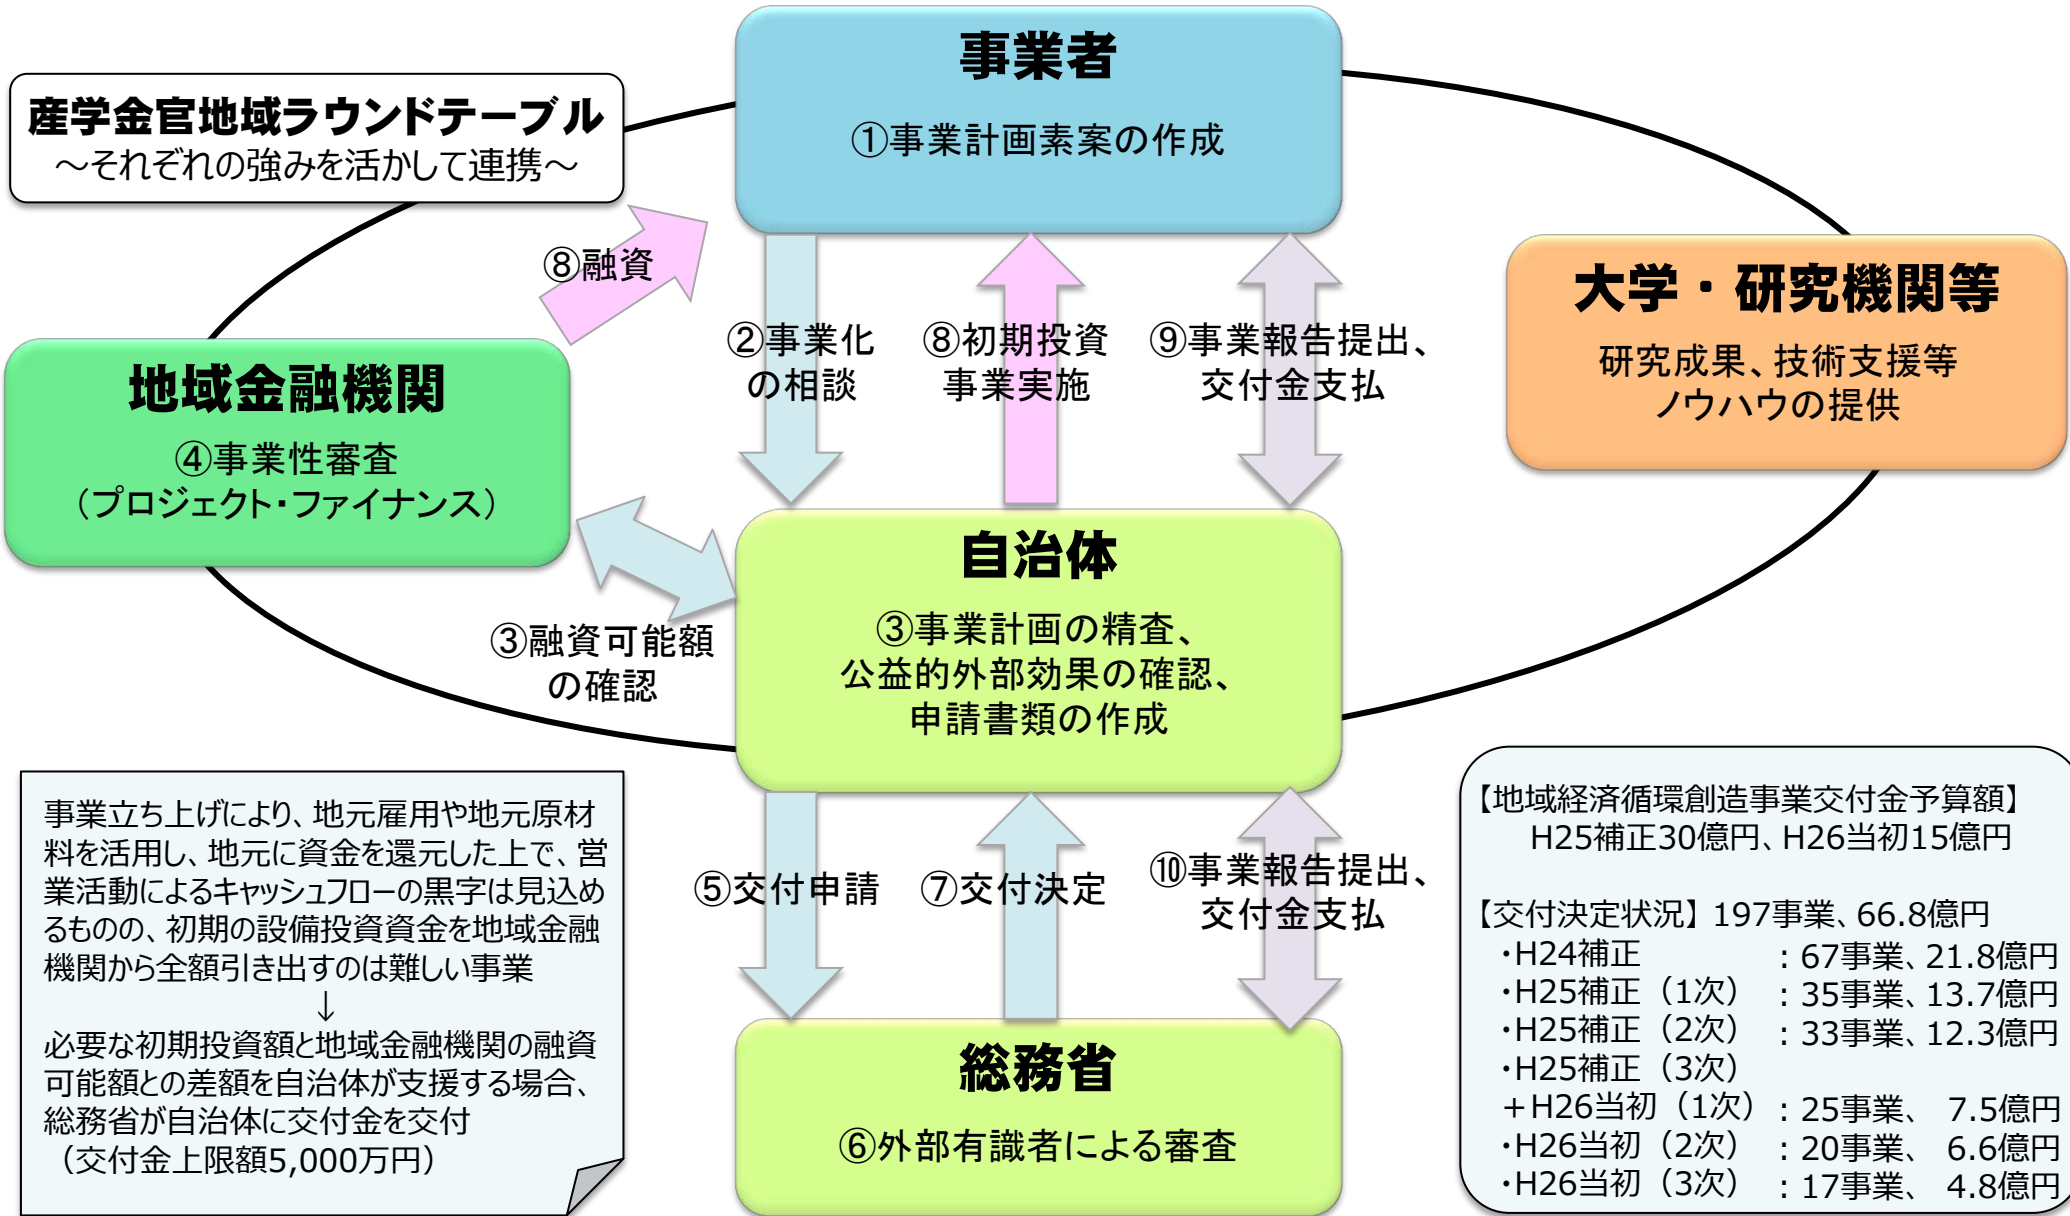 事業者
①事業計画素案の作成
産学金官地域ラウンドテーブル
～それぞれの強みを活かして連携～
⑧融資
大学・研究機関等
研究成果、技術支援等
ノウハウの提供
地域金融機関
④事業性審査
（プロジェクト・ファイナンス）
②事業化
の相談
⑧初期投資
事業実施
⑨事業報告提出、
交付金支払
③融資可能額
の確認
自治体
③事業計画の精査、
公益的外部効果の確認、
申請書類の作成
⑤交付申請
⑦交付決定
⑩事業報告提出、
交付金支払
総務省
⑥外部有識者による審査
事業立ち上げにより、地元雇用や地元原材
料を活用し、地元に資金を還元した上で、営
業活動によるキャッシュフローの黒字は見込め
るものの、初期の設備投資資金を地域金融
機関から全額引き出すのは難しい事業
↓
必要な初期投資額と地域金融機関の融資
可能額との差額を自治体が支援する場合、
総務省が自治体に交付金を交付
（交付金上限額5,000万円）
【地域経済循環創造事業交付金予算額】
H25補正30億円、H26当初15億円
【交付決定状況】197事業、66.8億円
・H24補正：67事業、21.8億円
・H25補正（1次）：35事業、13.7億円
・H25補正（2次）：33事業、12.3億円
・H25補正（3次）
＋H26当初（1次）：25事業、 7.5億円
・H26当初（2次）：20事業、 6.6億円
・H26当初（3次）：17事業、 4.8億円